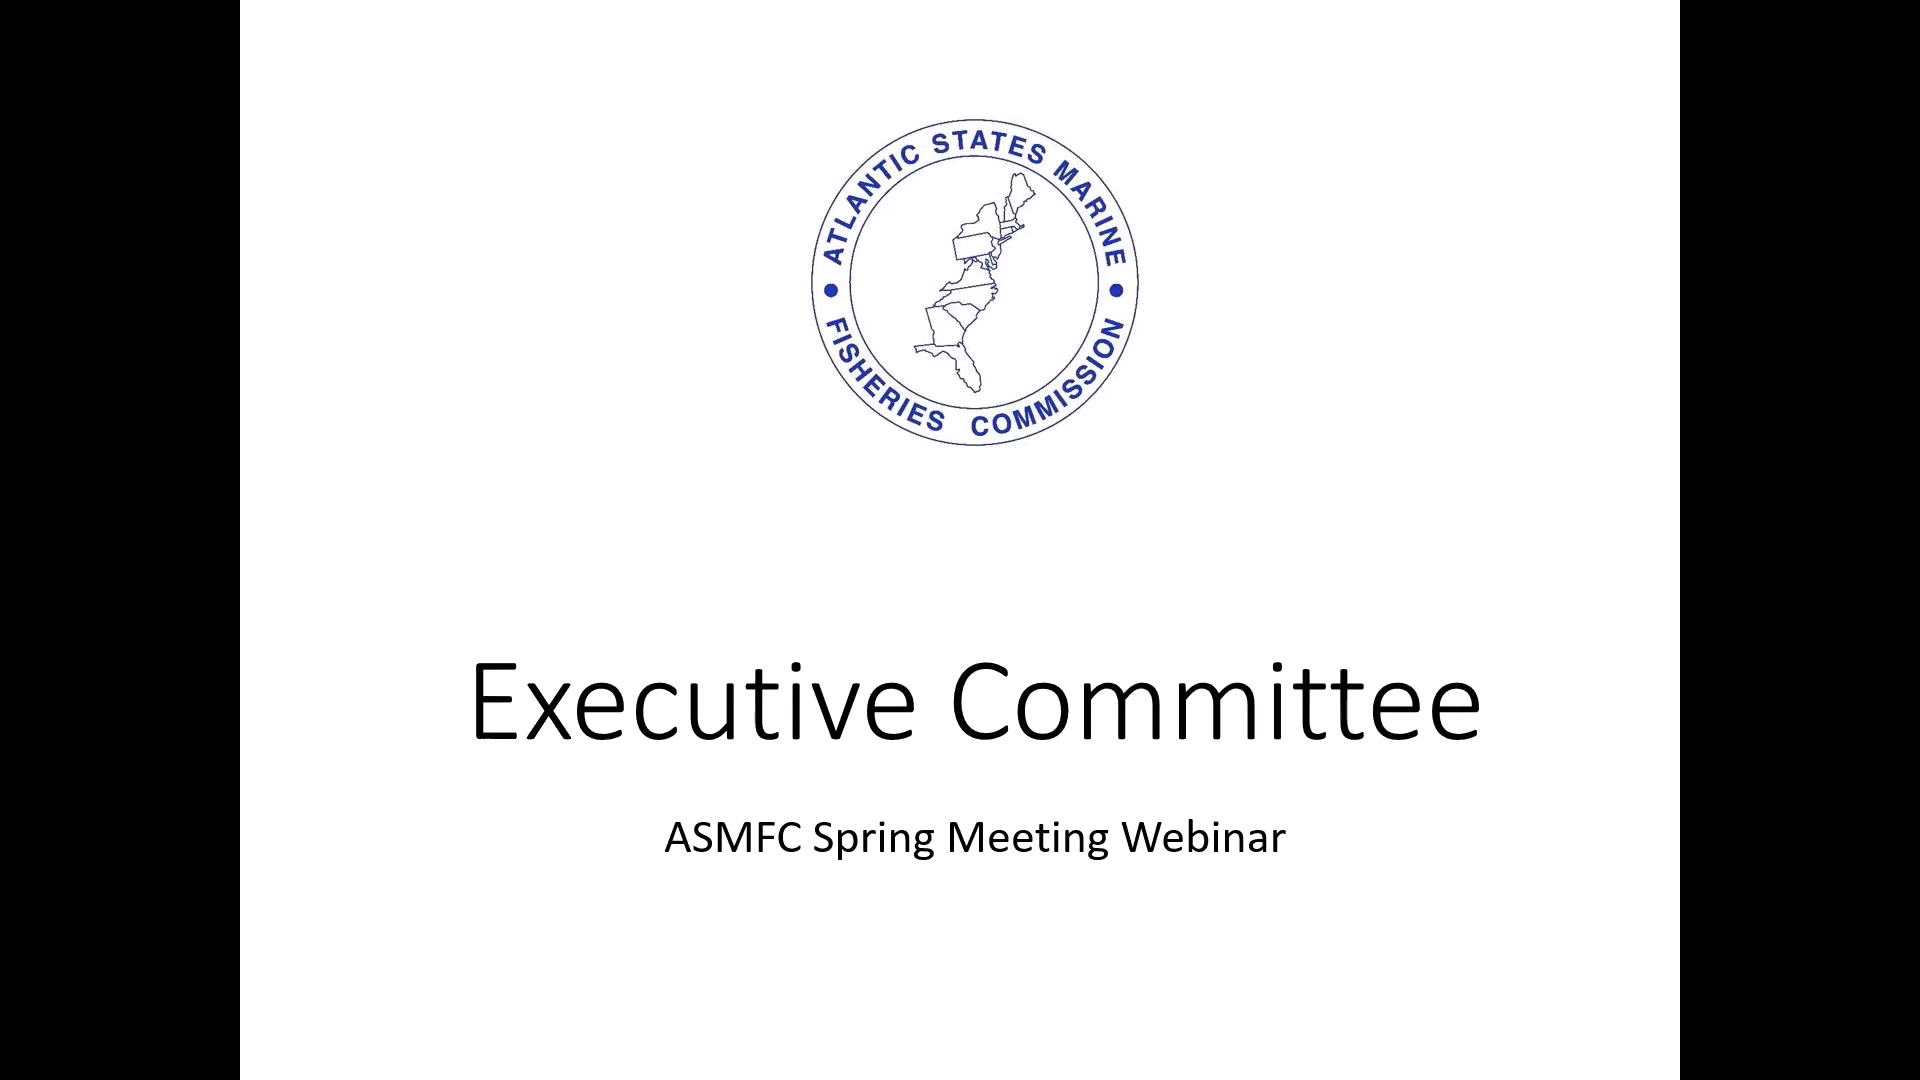 ATLANTIC STATES MARINE
FISHERIES COMMISSION
Executive Committee
ASMFC Spring Meeting Webinar